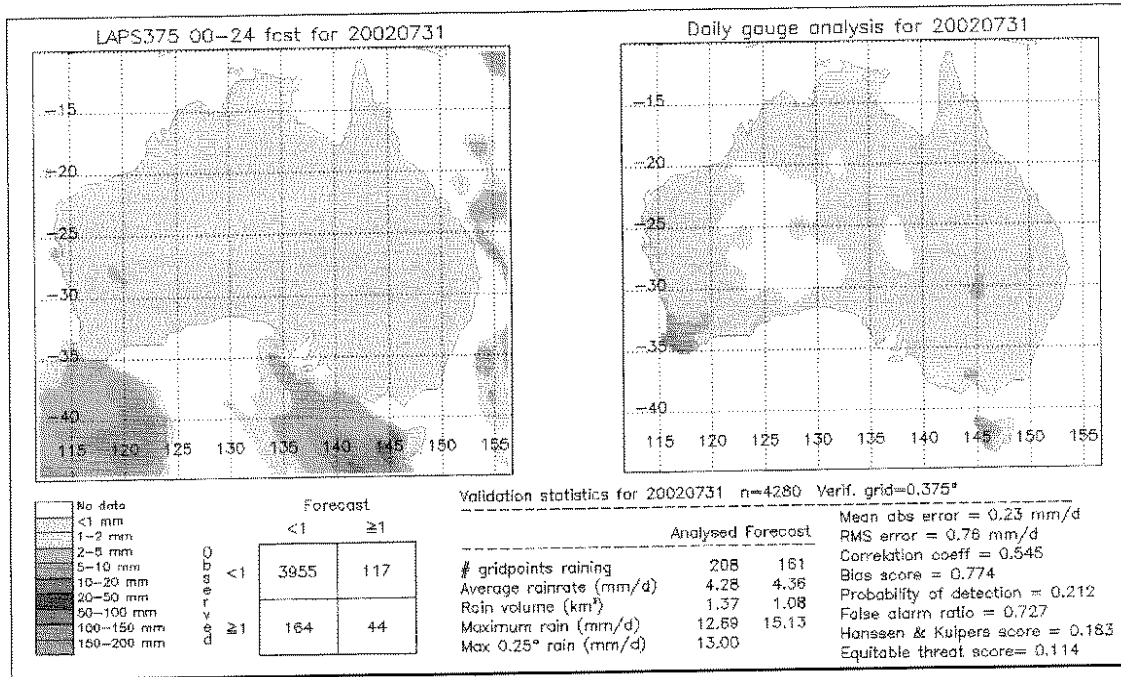 LAPS375 00-24 fcst for 20020731
-15
-20
-25
-30
-35
-40
115 120 125 130 135 140 145 150 155
Daily gauge analysis for 20020731
-15
-20
-25
-30
-35
-40
115 120 125 130 135 140 145 150 155
No data
<1 mm
1-2 mm
2-5 mm
5-10 mm
10-20 mm
20-50 mm
50-100 mm
100-150 mm
150-200 mm
Forecast
<1 ≧1
Observed
<1 3955 117
≧1 164 44
Validation statistics for 20020731 n=4280 Verif. grid=0.375°
Analysed Forecast
# gridpoints raining 208 161
Average rainrate (mm/d) 4.28 4.36
Rain volume (km³) 1.37 1.08
Maximum rain (mm/d) 12.69 15.13
Max 0.25° rain (mm/d) 13.00
Mean abs error = 0.23 mm/d
RMS error = 0.76 mm/d
Correlation coeff = 0.545
Bias score = 0.774
Probability of detection = 0.212
False alarm ratio = 0.727
Hanssen & Kuipers score = 0.183
Equitable threat score= 0.114